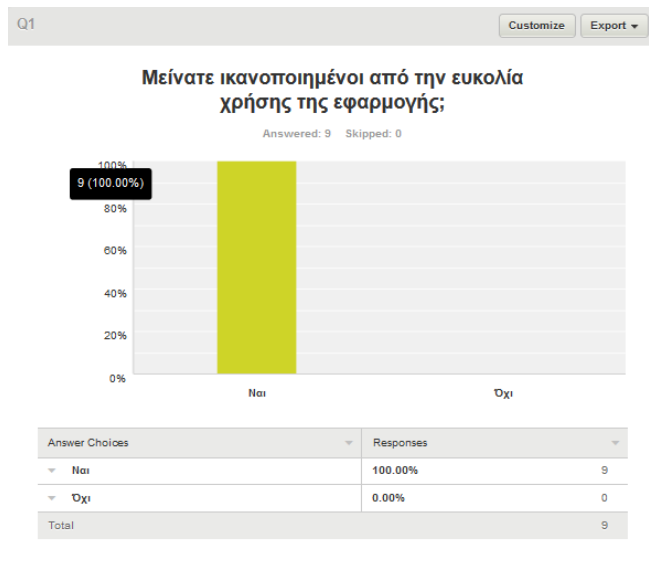 Q1
Customize
Export
Μείνατε ικανοποιημένοι από την ευκολία
χρήσης της εφαρμογής;
Answered: 9 Skipped: 0
100%
9 (100.00%)
80%
60%
40%
20%
0%
Ναι Όχι
Answer Choices Responses
Ναι 100.00% 9
Όχι 0.00% 0
Total 9